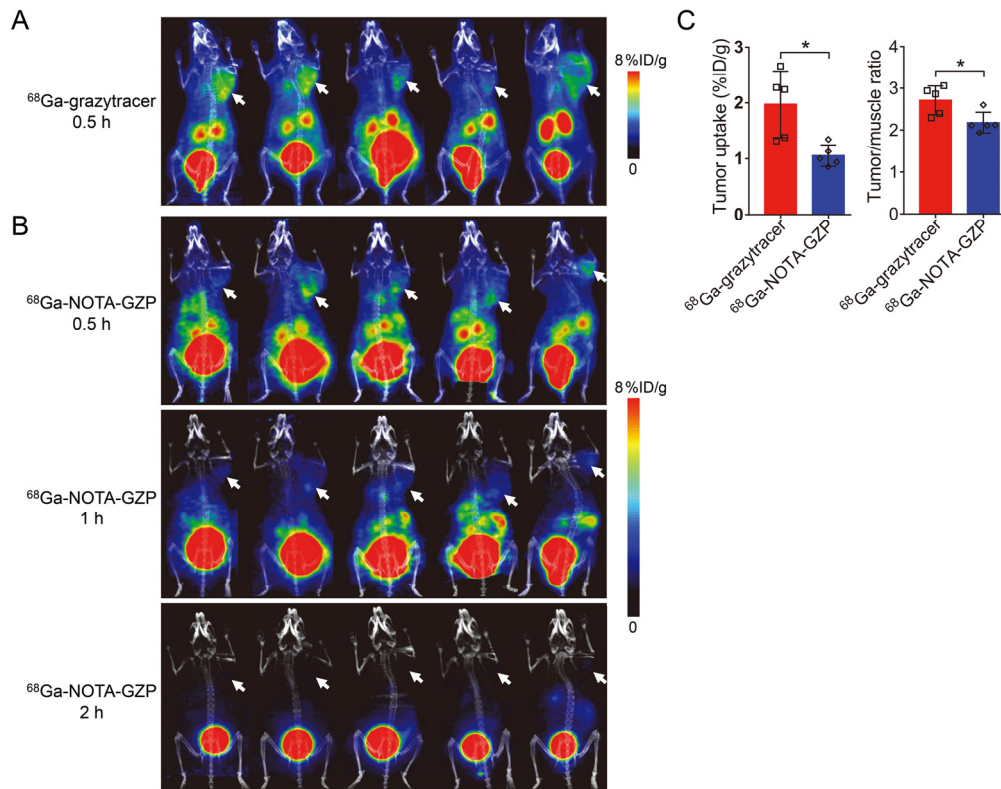 A
⁶⁸Ga-grazytracer
0.5 h
8 %ID/g
0
B
⁶⁸Ga-NOTA-GZP
0.5 h
⁶⁸Ga-NOTA-GZP
1 h
⁶⁸Ga-NOTA-GZP
2 h
8 %ID/g
0
C
Tumor uptake (%ID/g)
3
2
1
0
*
⁶⁸Ga-grazytracer
⁶⁸Ga-NOTA-GZP
Tumor/muscle ratio
4
3
2
1
0
*
⁶⁸Ga-grazytracer
⁶⁸Ga-NOTA-GZP